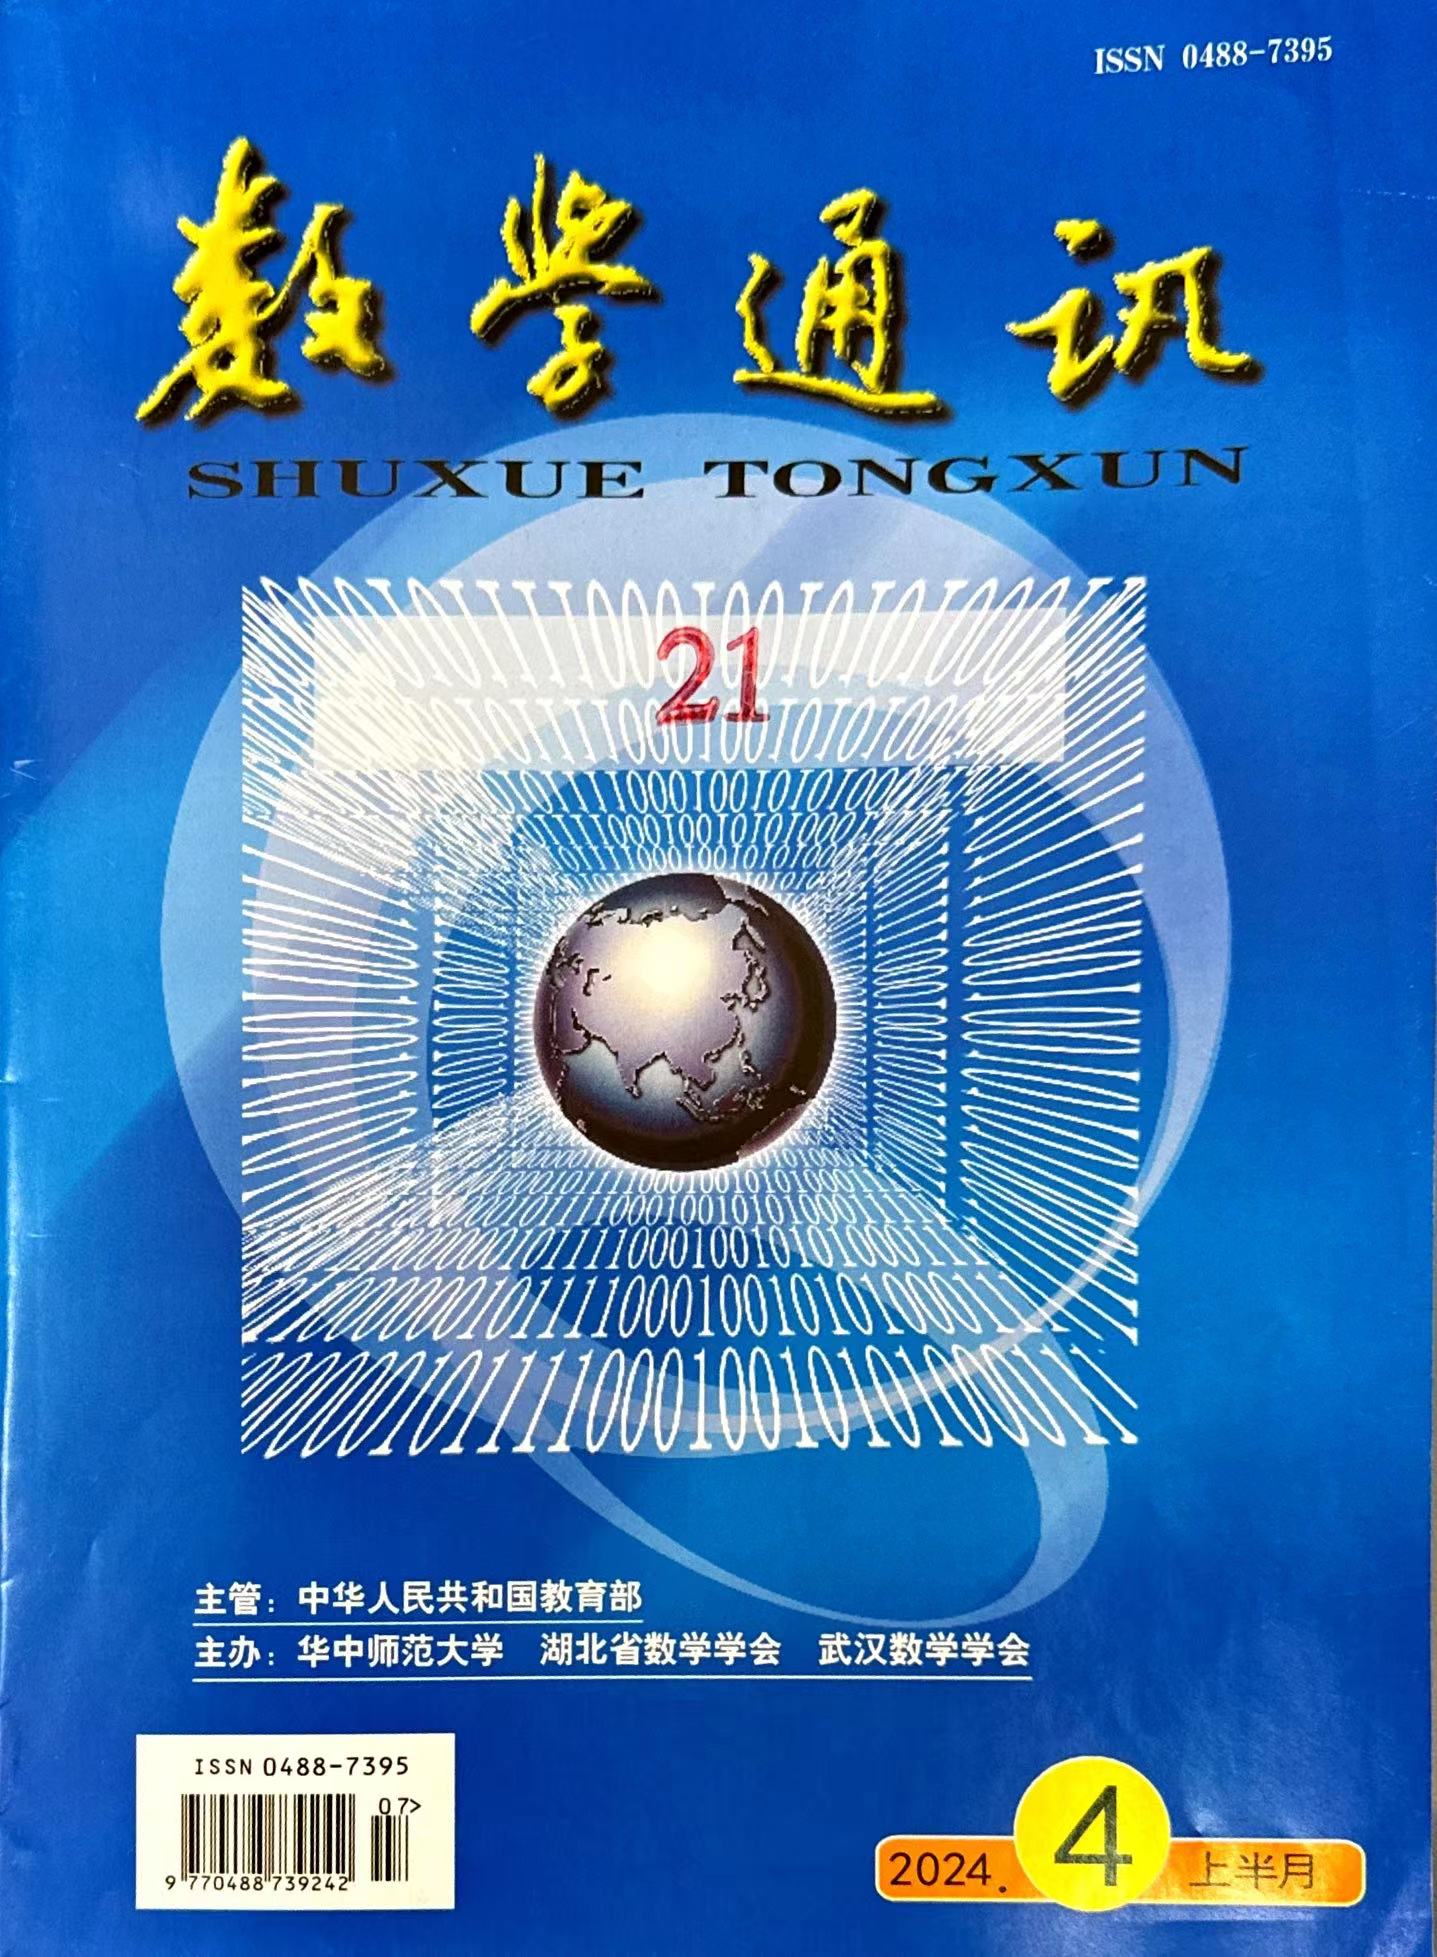 ISSN 0488-7395
数学通讯
SHUXUE TONGXUN
21
主管：中华人民共和国教育部
主办：华中师范大学 湖北省数学学会 武汉数学学会
ISSN 0488-7395
07>
9 770488 739242
2024. 4 上半月